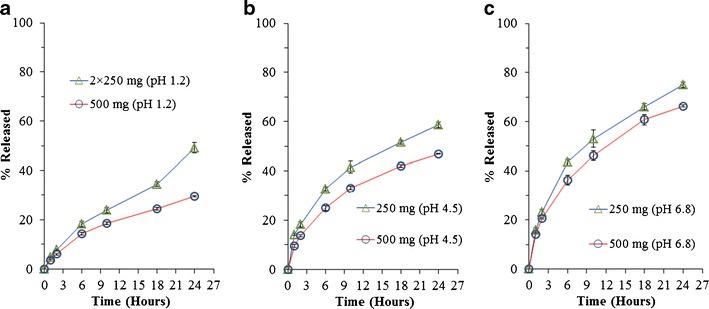 a
100
80
60
40
20
0
% Released
2×250 mg (pH 1.2)
500 mg (pH 1.2)
0 3 6 9 12 15 18 21 24 27
Time (Hours)
b
100
80
60
40
20
0
% Released
250 mg (pH 4.5)
500 mg (pH 4.5)
0 3 6 9 12 15 18 21 24 27
Time (Hours)
c
100
80
60
40
20
0
% Released
250 mg (pH 6.8)
500 mg (pH 6.8)
0 3 6 9 12 15 18 21 24 27
Time (Hours)